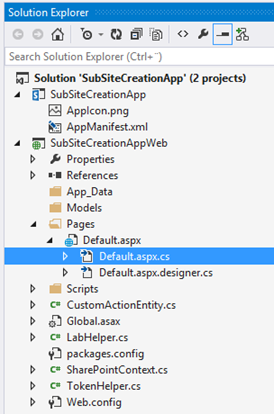 Solution Explorer
Search Solution Explorer (Ctrl+¨)
Solution 'SubSiteCreationApp' (2 projects)
SubSiteCreationApp
AppIcon.png
AppManifest.xml
SubSiteCreationAppWeb
Properties
References
App_Data
Models
Pages
Default.aspx
Default.aspx.cs
Default.aspx.designer.cs
Scripts
C# CustomActionEntity.cs
Global.asax
C# LabHelper.cs
packages.config
C# SharePointContext.cs
C# TokenHelper.cs
Web.config